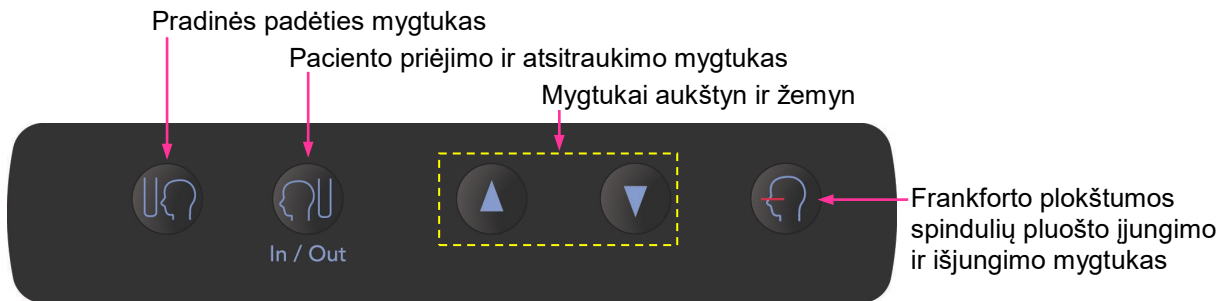 Pradinės padėties mygtukas
Paciento priėjimo ir atsitraukimo mygtukas
Mygtukai aukštyn ir žemyn
In / Out
Frankforto plokštumos
spindulių pluošto įjungimo
ir išjungimo mygtukas